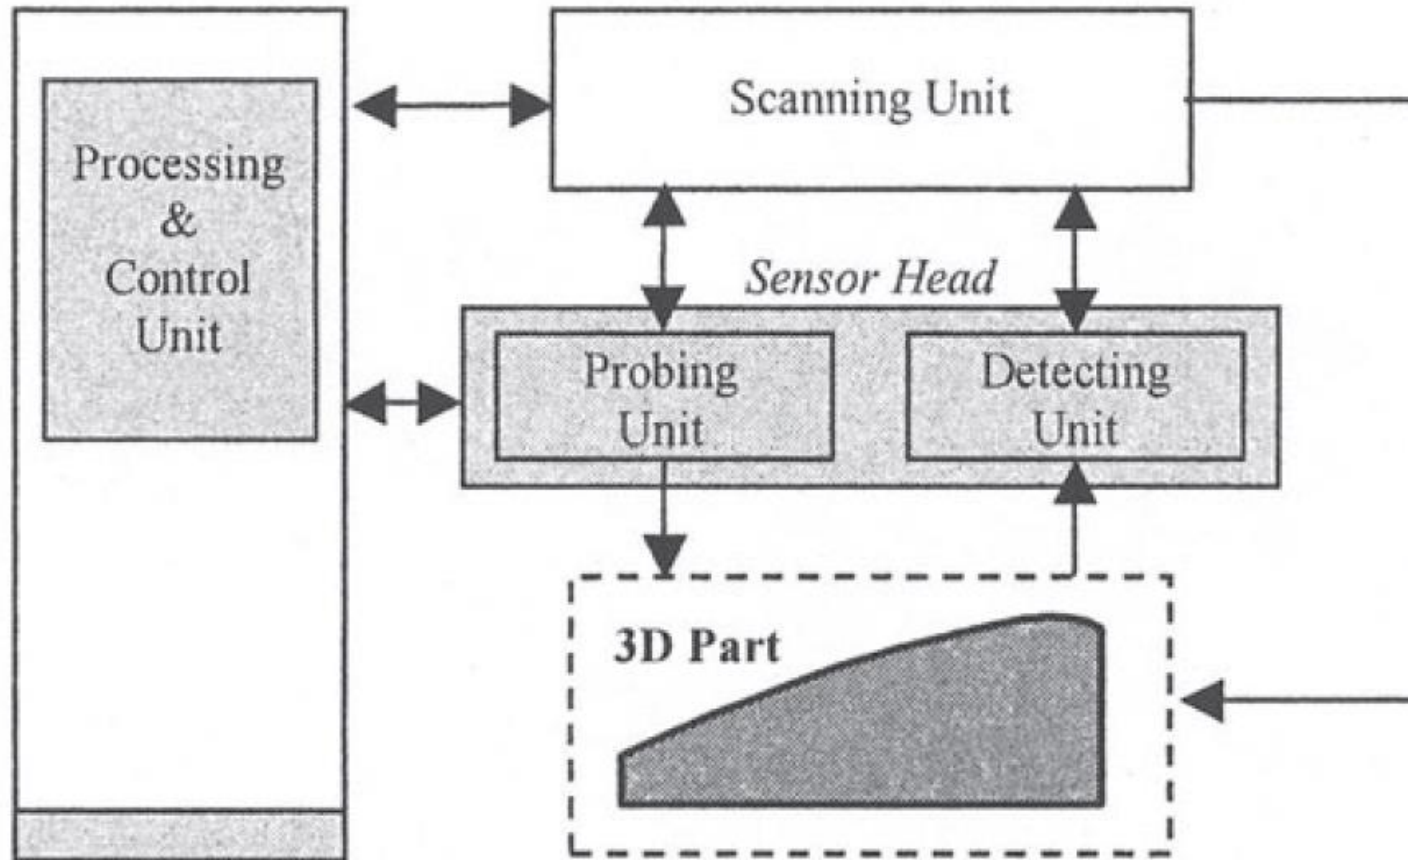 Processing
&
Control
Unit
Scanning Unit
Sensor Head
Probing
Unit
Detecting
Unit
3D Part